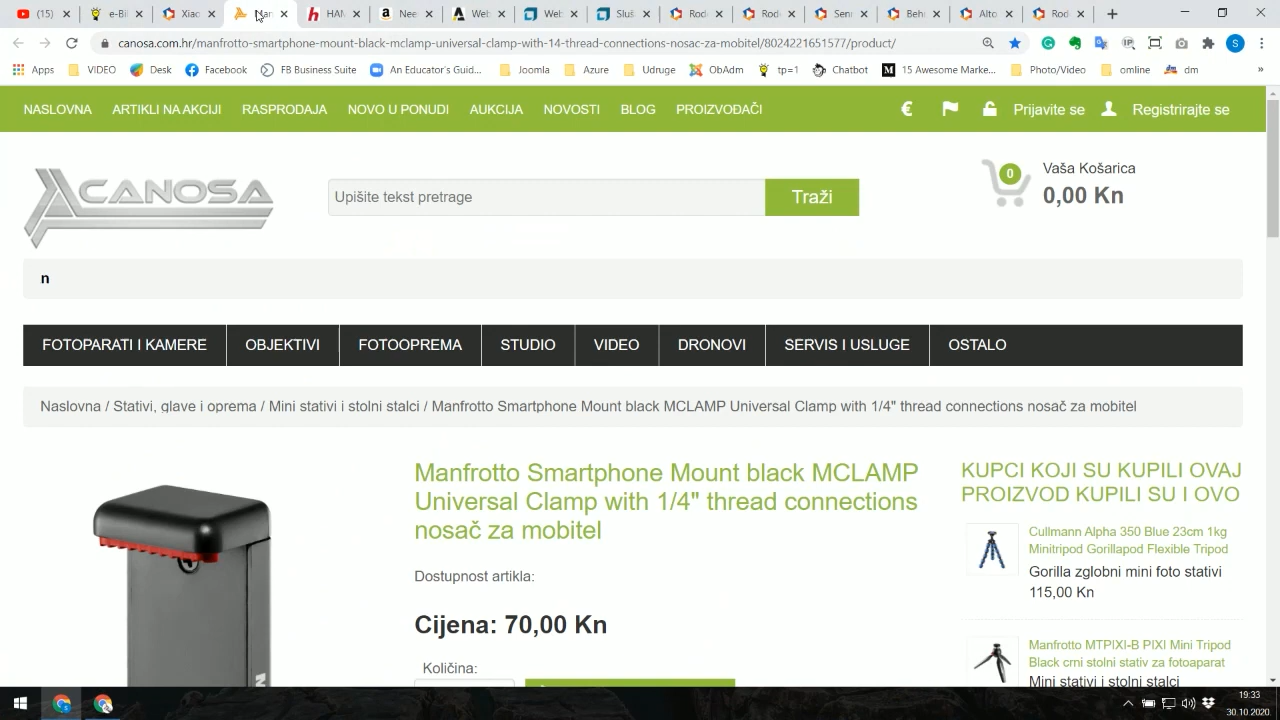 (15)
e-Bi
Xiao
Man
HAN
Nee
Web
Web
Sluš
Rod
Rod
Senn
Beh
Alto
Rod
canosa.com.hr/manfrotto-smartphone-mount-black-mclamp-universal-clamp-with-14-thread-connections-nosac-za-mobitel/8024221651577/product/
Apps
VIDEO
Desk
Facebook
FB Business Suite
An Educator's Guid...
Joomla
Azure
Udruge
ObAdm
tp=1
Chatbot
15 Awesome Marke...
Photo/Video
omline
dm
»
NASLOVNA
ARTIKLI NA AKCIJI
RASPRODAJA
NOVO U PONUDI
AUKCIJA
NOVOSTI
BLOG
PROIZVOĐAČI
€
Prijavite se
Registrirajte se
CANOSA
Upišite tekst pretrage
Traži
0
Vaša Košarica
0,00 Kn
n
FOTOPARATI I KAMERE
OBJEKTIVI
FOTOOPREMA
STUDIO
VIDEO
DRONOVI
SERVIS I USLUGE
OSTALO
Naslovna / Stativi, glave i oprema / Mini stativi i stolni stalci / Manfrotto Smartphone Mount black MCLAMP Universal Clamp with 1/4" thread connections nosač za mobitel
Manfrotto Smartphone Mount black MCLAMP
Universal Clamp with 1/4" thread connections
nosač za mobitel
Dostupnost artikla:
Cijena: 70,00 Kn
Količina:
KUPCI KOJI SU KUPILI OVAJ
PROIZVOD KUPILI SU I OVO
Cullmann Alpha 350 Blue 23cm 1kg
Minitripod Gorillapod Flexible Tripod
Gorilla zglobni mini foto stativi
115,00 Kn
Manfrotto MTPIXI-B PIXI Mini Tripod
Black crni stolni stativ za fotoaparat
Mini stativi i stolni stalci
19:33
30.10.2020